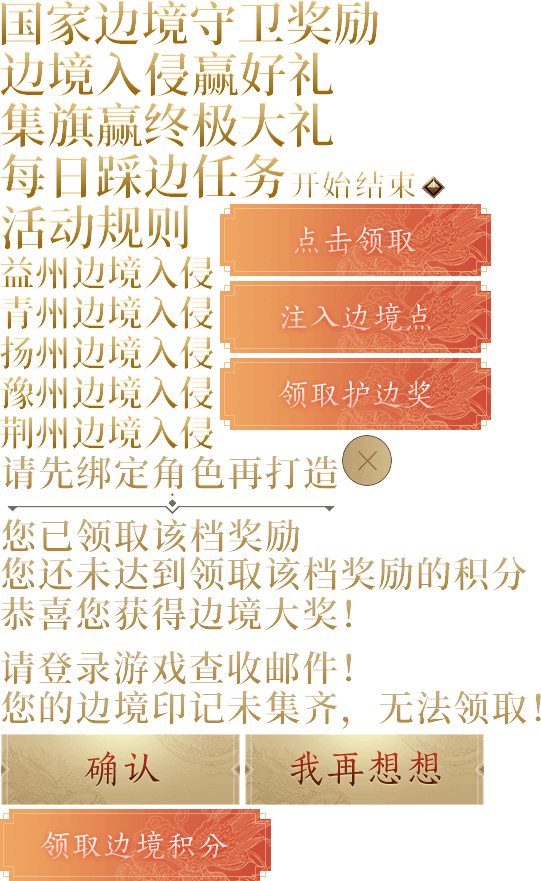 国家边境守卫奖励
边境入侵赢好礼
集旗赢终极大礼
每日踩边任务 开始结束
活动规则
点击领取
益州边境入侵
注入边境点
青州边境入侵
扬州边境入侵
领取护边奖
豫州边境入侵
荆州边境入侵
请先绑定角色再打造
您已领取该档奖励
您还未达到领取该档奖励的积分
恭喜您获得边境大奖！
请登录游戏查收邮件！
您的边境印记未集齐，无法领取！
确认 我再想想
领取边境积分